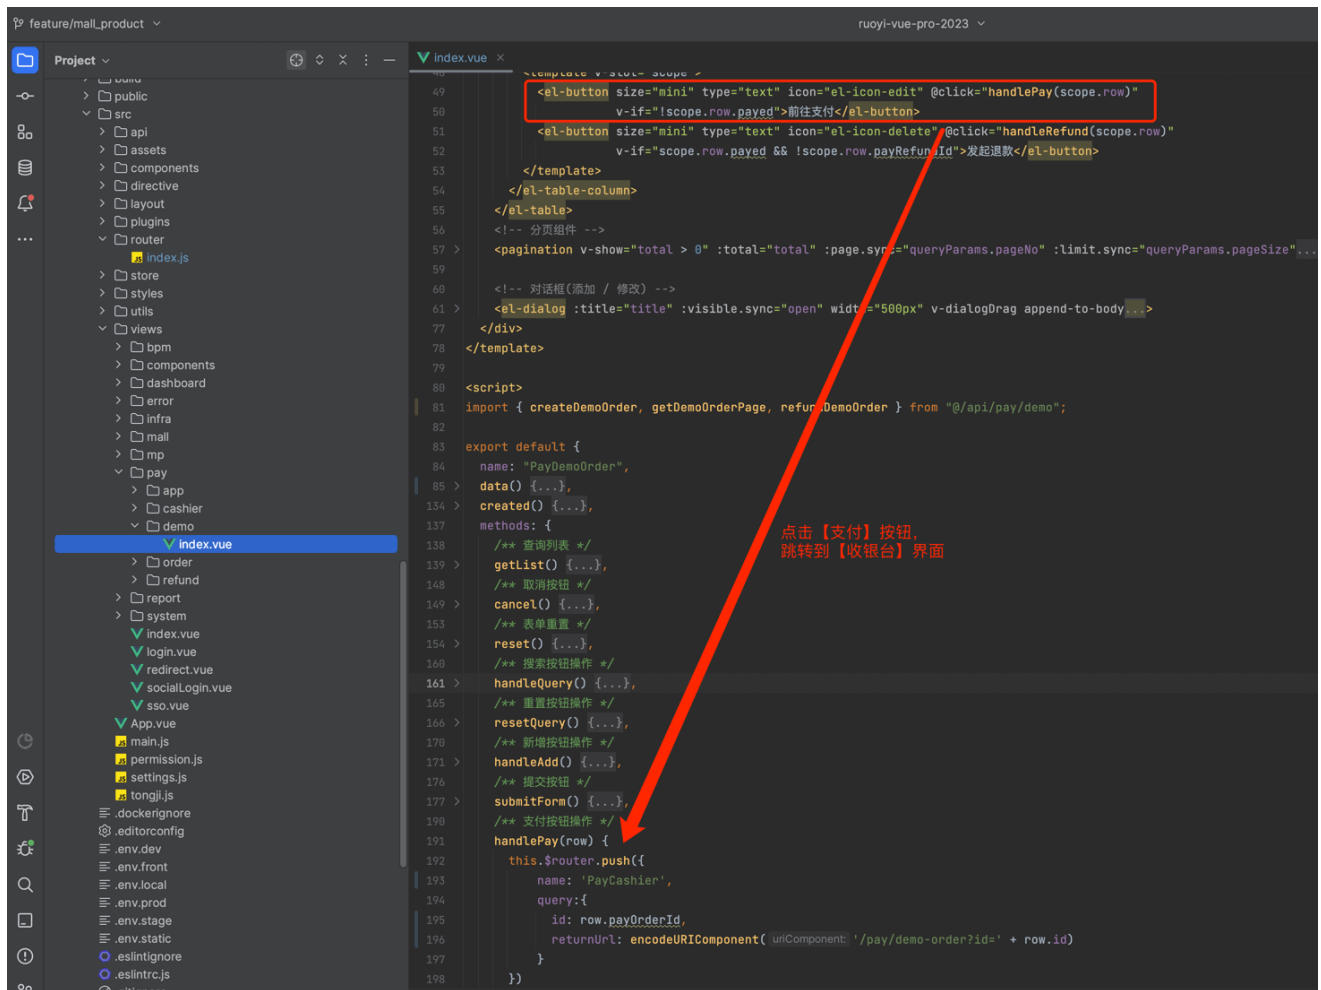 feature/mall_product
ruoyi-vue-pro-2023
Project
index.vue
build
public
src
api
assets
components
directive
layout
plugins
router
index.js
store
styles
utils
views
bpm
components
dashboard
error
infra
mall
mp
pay
app
cashier
demo
index.vue
order
refund
report
system
index.vue
login.vue
redirect.vue
socialLogin.vue
sso.vue
App.vue
main.js
permission.js
settings.js
tongji.js
.dockerignore
.editorconfig
.env.dev
.env.front
.env.local
.env.prod
.env.stage
.env.static
.eslintignore
.eslintrc.js
48 <template v-slot="scope">
49 <el-button size="mini" type="text" icon="el-icon-edit" @click="handlePay(scope.row)"
50 v-if="!scope.row.payed">前往支付</el-button>
51 <el-button size="mini" type="text" icon="el-icon-delete" @click="handleRefund(scope.row)"
52 v-if="scope.row.payed && !scope.row.payRefundId">发起退款</el-button>
53 </template>
54 </el-table-column>
55 </el-table>
56 <!-- 分页组件 -->
57 <pagination v-show="total > 0" :total="total" :page.sync="queryParams.pageNo" :limit.sync="queryParams.pageSize"...
59
60 <!-- 对话框(添加 / 修改) -->
61 <el-dialog :title="title" :visible.sync="open" width="500px" v-dialogDrag append-to-body...>
77 </div>
78 </template>
79
80 <script>
81 import { createDemoOrder, getDemoOrderPage, refundDemoOrder } from "@/api/pay/demo";
82
83 export default {
84 name: "PayDemoOrder",
85 data() {...},
134 created() {...},
137 methods: {
138 /** 查询列表 */
139 getList() {...},
148 /** 取消按钮 */
149 cancel() {...},
153 /** 表单重置 */
154 reset() {...},
160 /** 搜索按钮操作 */
161 handleQuery() {...},
165 /** 重置按钮操作 */
166 resetQuery() {...},
170 /** 新增按钮操作 */
171 handleAdd() {...},
176 /** 提交按钮 */
177 submitForm() {...},
190 /** 支付按钮操作 */
191 handlePay(row) {
192 this.$router.push({
193 name: 'PayCashier',
194 query:{
195 id: row.payOrderId,
196 returnUrl: encodeURIComponent( uriComponent: '/pay/demo-order?id=' + row.id)
197 }
198 })
点击【支付】按钮，
跳转到【收银台】界面